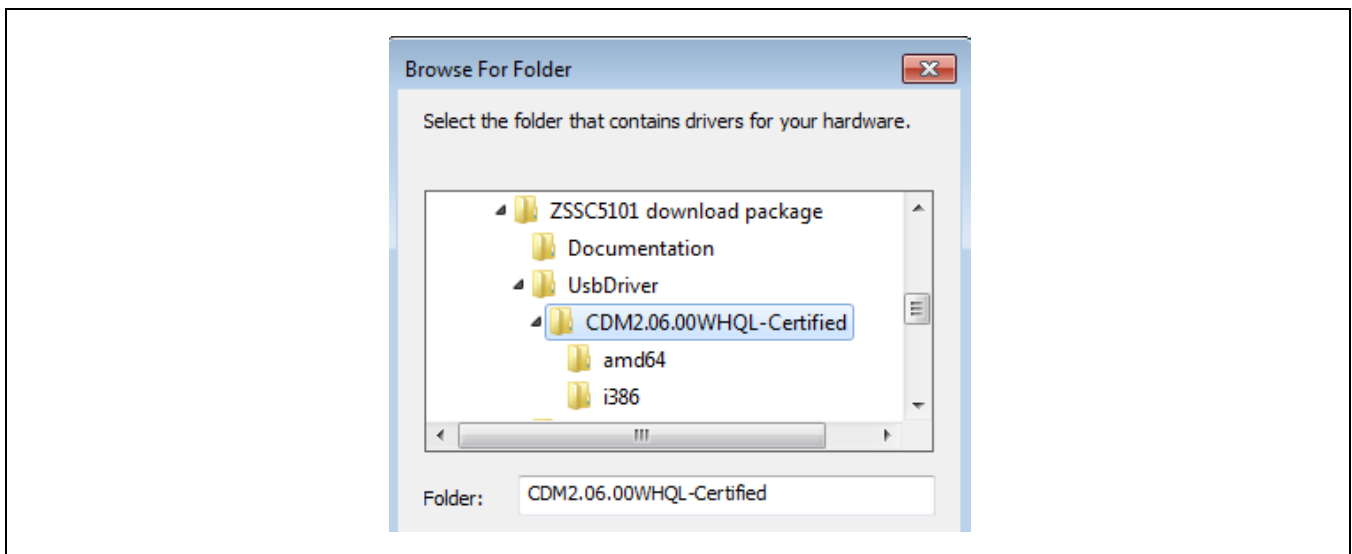 Browse For Folder
Select the folder that contains drivers for your hardware.
ZSSC5101 download package
Documentation
UsbDriver
CDM2.06.00WHQL-Certified
amd64
i386
Folder: CDM2.06.00WHQL-Certified